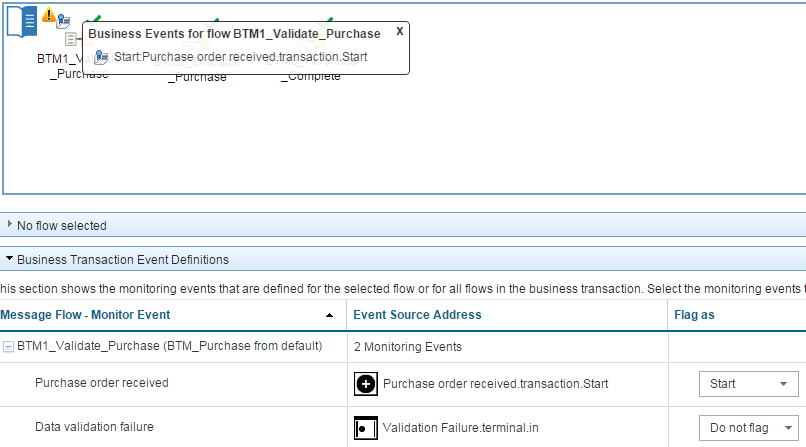 Business Events for flow BTM1_Validate_Purchase
x
Start:Purchase order received.transaction.Start
_Purchase
_Purchase
_Complete
No flow selected
Business Transaction Event Definitions
his section shows the monitoring events that are defined for the selected flow or for all flows in the business transaction. Select the monitoring events t
Message Flow - Monitor Event
Event Source Address
Flag as
BTM1_Validate_Purchase (BTM_Purchase from default)
2 Monitoring Events
Purchase order received
Purchase order received.transaction.Start
Start
Data validation failure
Validation Failure.terminal.in
Do not flag